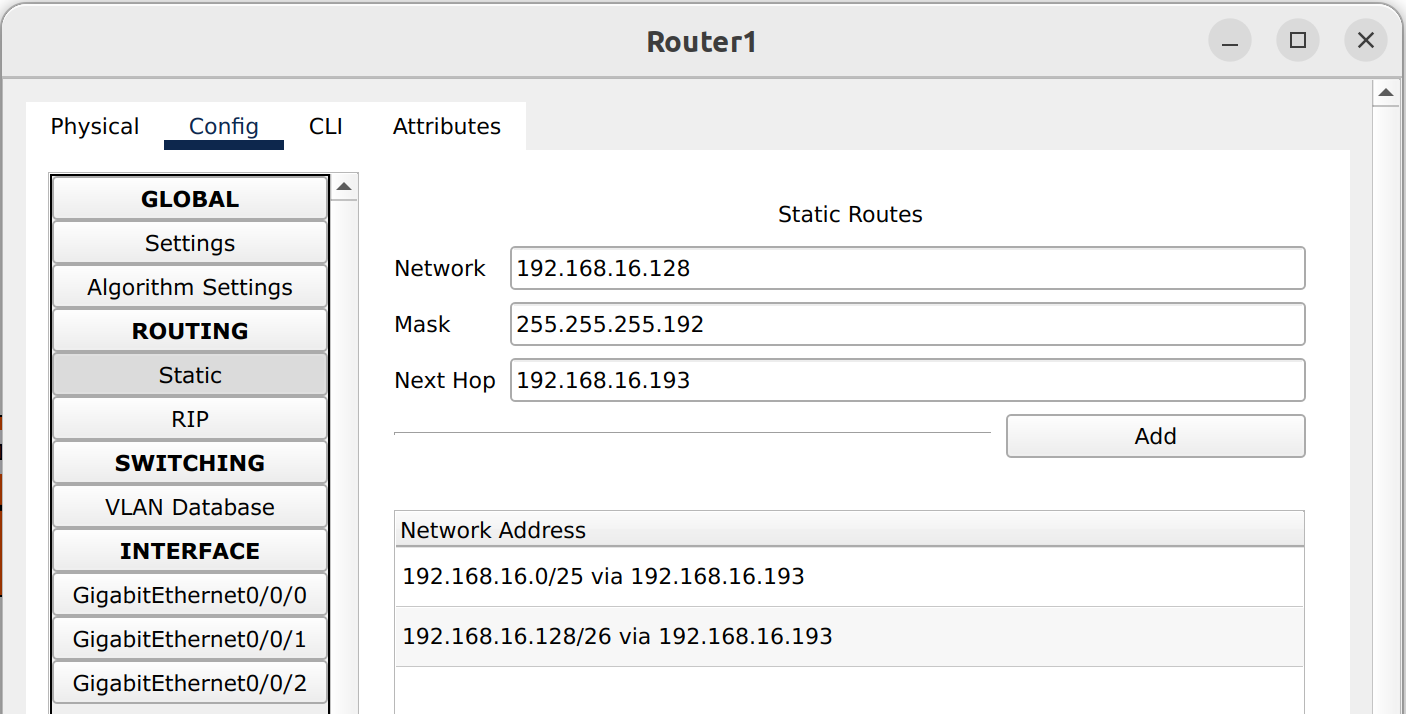 Router1
Physical Config CLI Attributes
GLOBAL
Settings
Algorithm Settings
ROUTING
Static
RIP
SWITCHING
VLAN Database
INTERFACE
GigabitEthernet0/0/0
GigabitEthernet0/0/1
GigabitEthernet0/0/2
Static Routes
Network 192.168.16.128
Mask 255.255.255.192
Next Hop 192.168.16.193
Add
Network Address
192.168.16.0/25 via 192.168.16.193
192.168.16.128/26 via 192.168.16.193